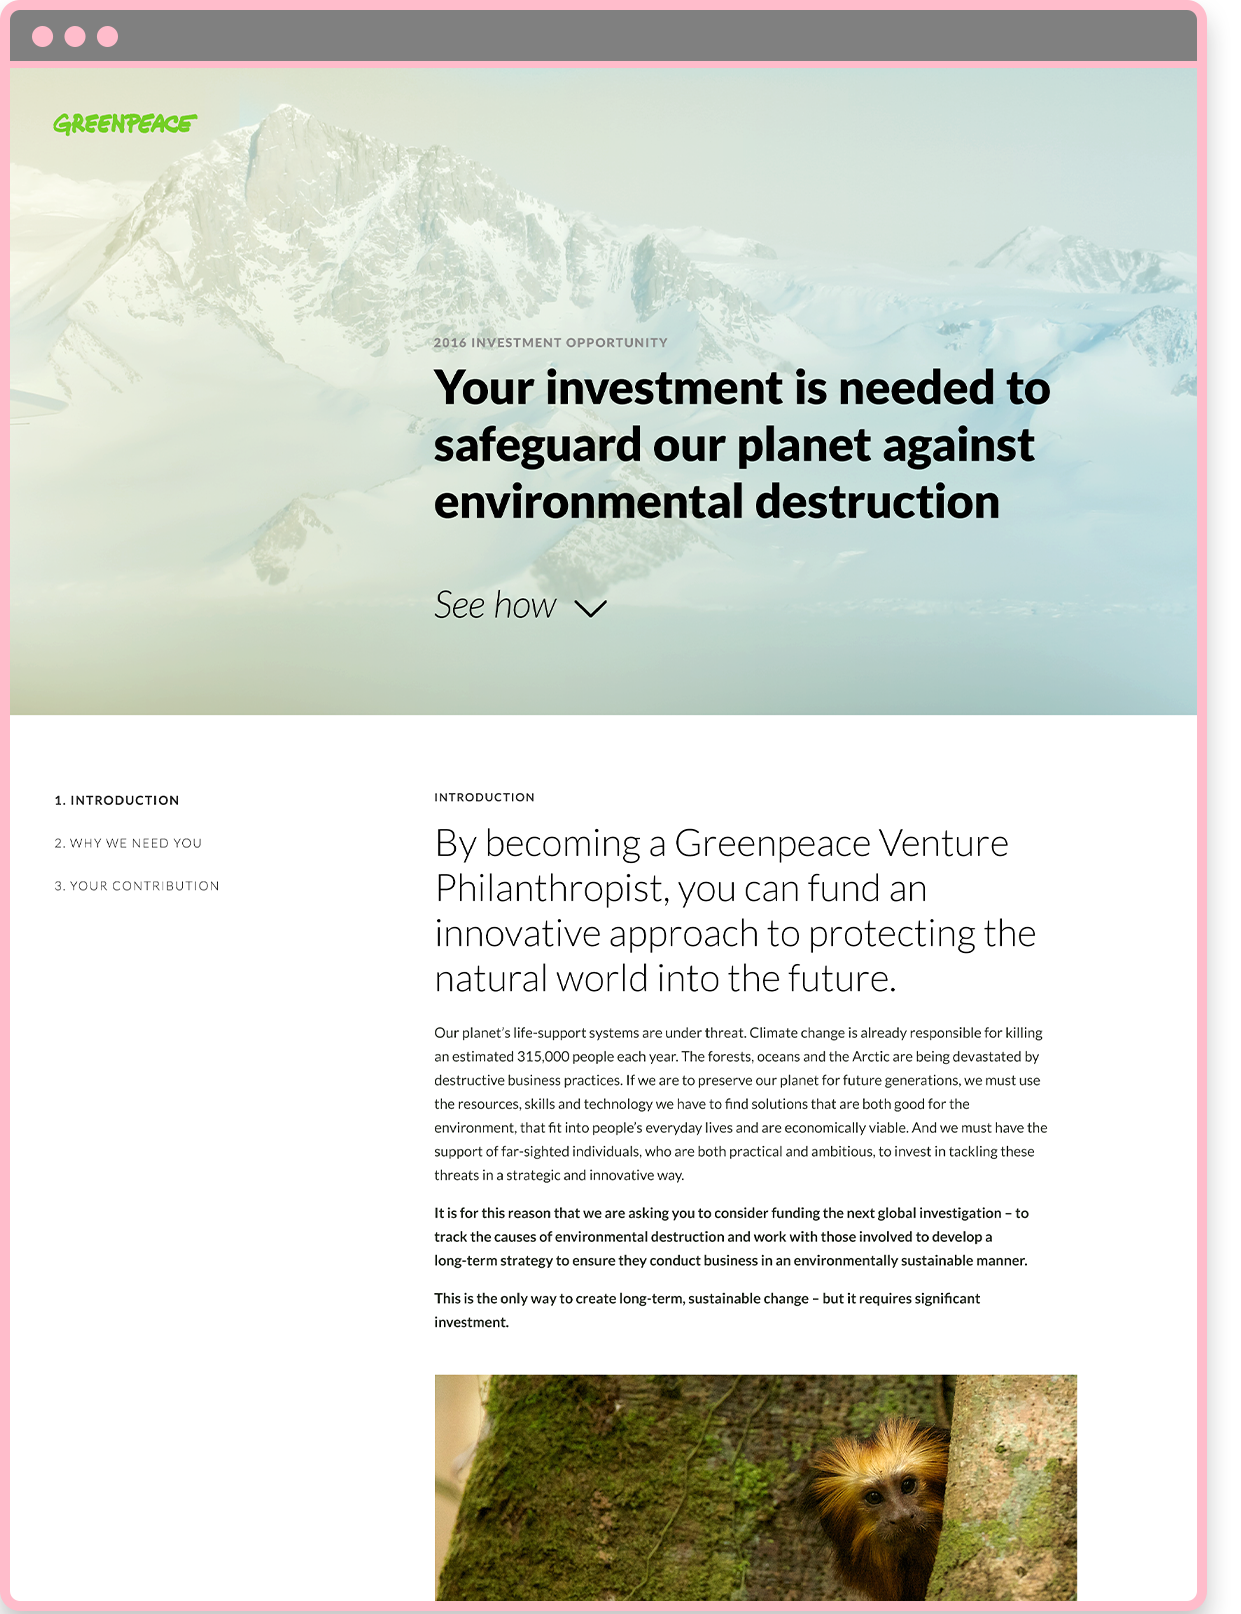 GREENPEACE
2016 INVESTMENT OPPORTUNITY
Your investment is needed to
safeguard our planet against
environmental destruction
See how
1. INTRODUCTION
2. WHY WE NEED YOU
3. YOUR CONTRIBUTION
INTRODUCTION
By becoming a Greenpeace Venture
Philanthropist, you can fund an
innovative approach to protecting the
natural world into the future.
Our planet’s life-support systems are under threat. Climate change is already responsible for killing
an estimated 315,000 people each year. The forests, oceans and the Arctic are being devastated by
destructive business practices. If we are to preserve our planet for future generations, we must use
the resources, skills and technology we have to find solutions that are both good for the
environment, that fit into people’s everyday lives and are economically viable. And we must have the
support of far-sighted individuals, who are both practical and ambitious, to invest in tackling these
threats in a strategic and innovative way.
It is for this reason that we are asking you to consider funding the next global investigation – to
track the causes of environmental destruction and work with those involved to develop a
long-term strategy to ensure they conduct business in an environmentally sustainable manner.
This is the only way to create long-term, sustainable change – but it requires significant
investment.